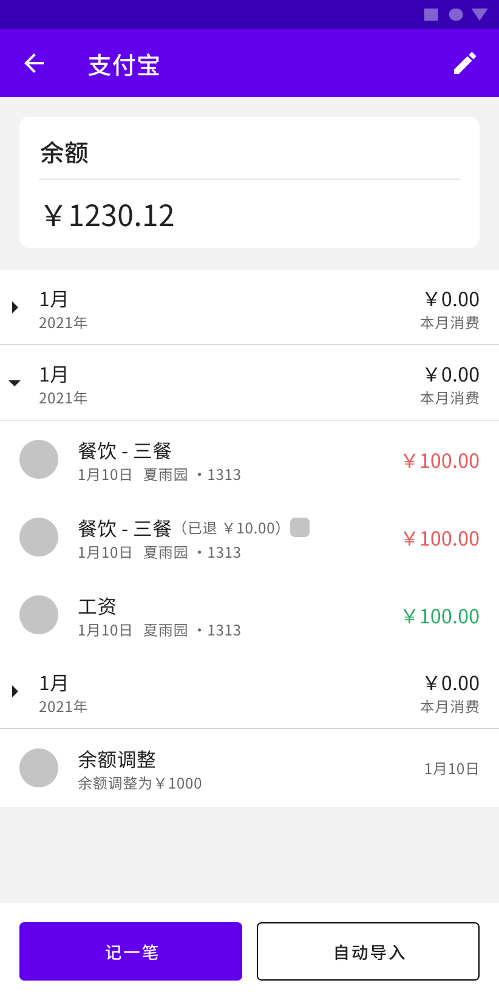 支付宝
余额
￥1230.12
1月
￥0.00
2021年
本月消费
1月
￥0.00
2021年
本月消费
餐饮 - 三餐
￥100.00
1月10日 夏雨园 ・1313
餐饮 - 三餐（已退 ￥10.00）
￥100.00
1月10日 夏雨园 ・1313
工资
￥100.00
1月10日 夏雨园 ・1313
1月
￥0.00
2021年
本月消费
余额调整
1月10日
余额调整为￥1000
记一笔
自动导入